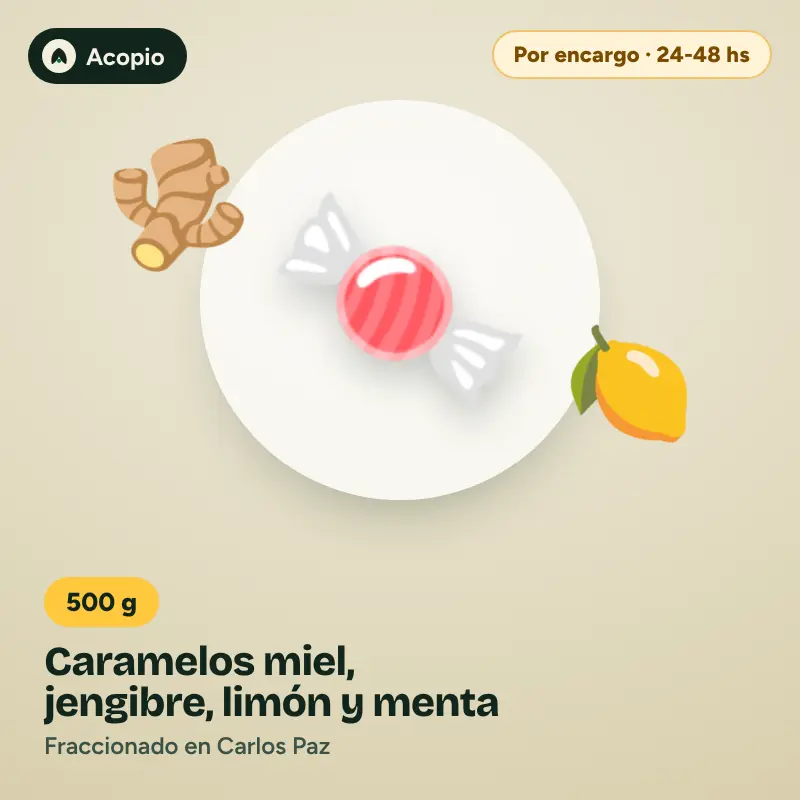 Acopio
Por encargo · 24-48 hs
500 g
Caramelos miel,
jengibre, limón y menta
Fraccionado en Carlos Paz